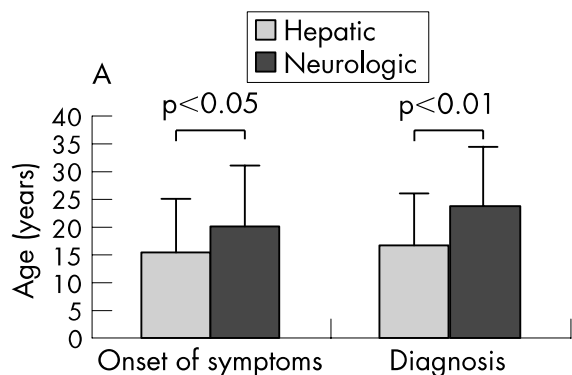 Hepatic
Neurologic
A
p<0.05
p<0.01
Age (years)
40
35
30
25
20
15
10
5
0
Onset of symptoms
Diagnosis